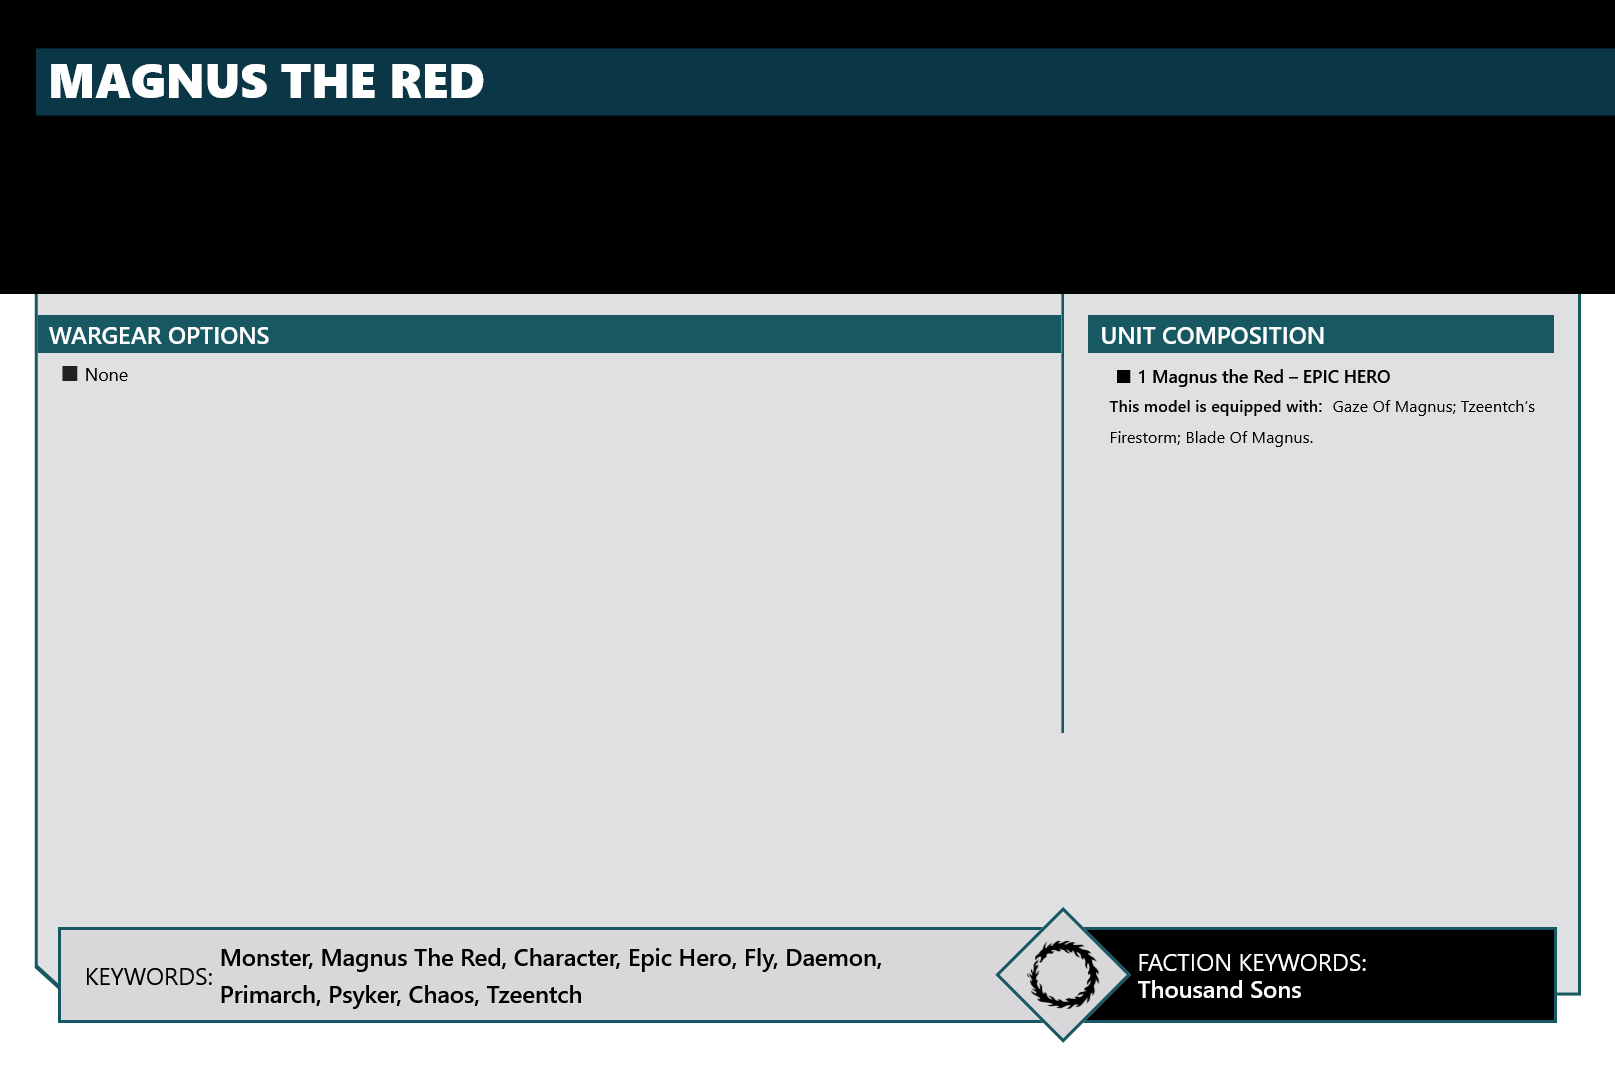 MAGNUS THE RED
WARGEAR OPTIONS
None
UNIT COMPOSITION
1 Magnus the Red – EPIC HERO
This model is equipped with: Gaze Of Magnus; Tzeentch’s
Firestorm; Blade Of Magnus.
KEYWORDS: Monster, Magnus The Red, Character, Epic Hero, Fly, Daemon,
Primarch, Psyker, Chaos, Tzeentch
FACTION KEYWORDS:
Thousand Sons